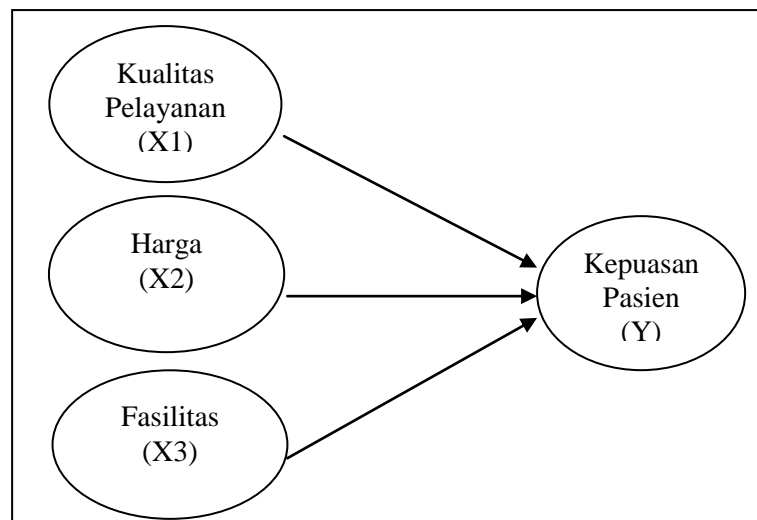 Kualitas
Pelayanan
(X1)
Harga
(X2)
Fasilitas
(X3)
Kepuasan
Pasien
(Y)